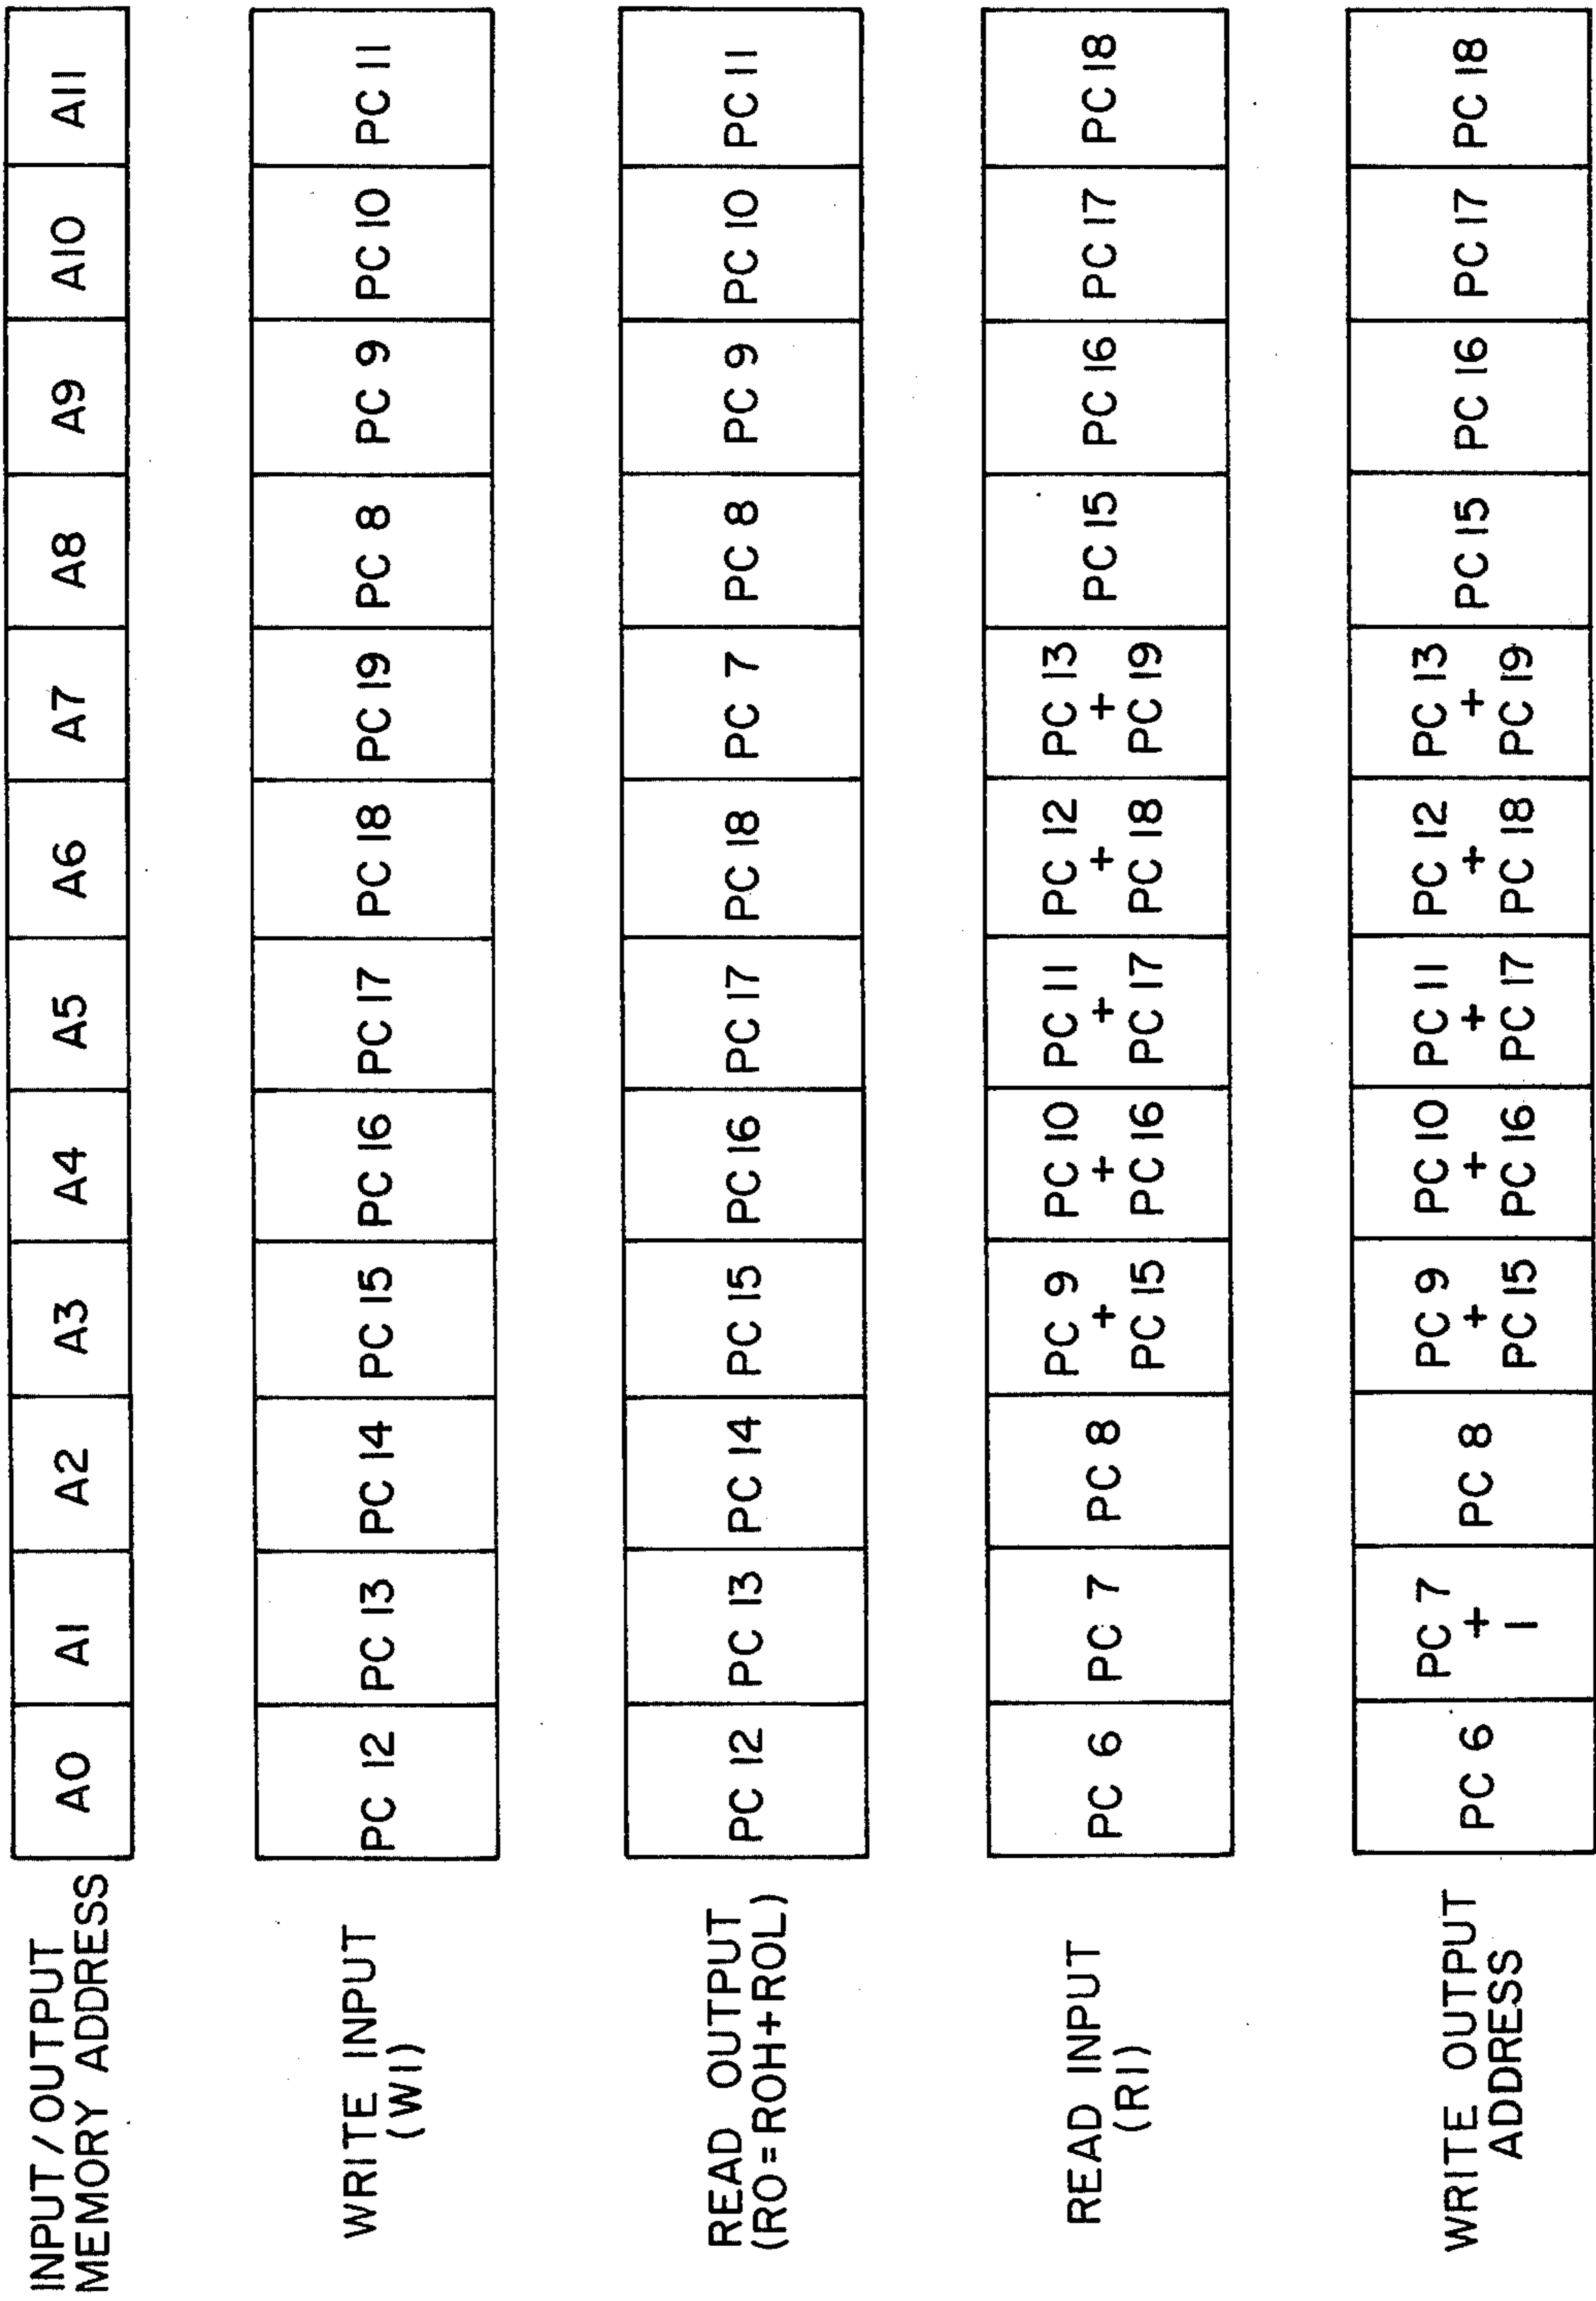 INPUT/OUTPUT
MEMORY ADDRESS
A0 A1 A2 A3 A4 A5 A6 A7 A8 A9 A10 A11
WRITE INPUT
(WI)
PC 12 PC 13 PC 14 PC 15 PC 16 PC 17 PC 18 PC 19 PC 8 PC 9 PC 10 PC 11
READ OUTPUT
(RO=ROH+ROL)
PC 12 PC 13 PC 14 PC 15 PC 16 PC 17 PC 18 PC 7 PC 8 PC 9 PC 10 PC 11
READ INPUT
(RI)
PC 6 PC 7 PC 8 PC 9 PC 10 PC 11 PC 12 PC 13 PC 15 PC 16 PC 17 PC 18
+ + + + +
PC 15 PC 16 PC 17 PC 18 PC 19
WRITE OUTPUT
ADDRESS
PC 6 PC 7 PC 8 PC 9 PC 10 PC 11 PC 12 PC 13 PC 15 PC 16 PC 17 PC 18
+ + + + + +
1 PC 15 PC 16 PC 17 PC 18 PC 19